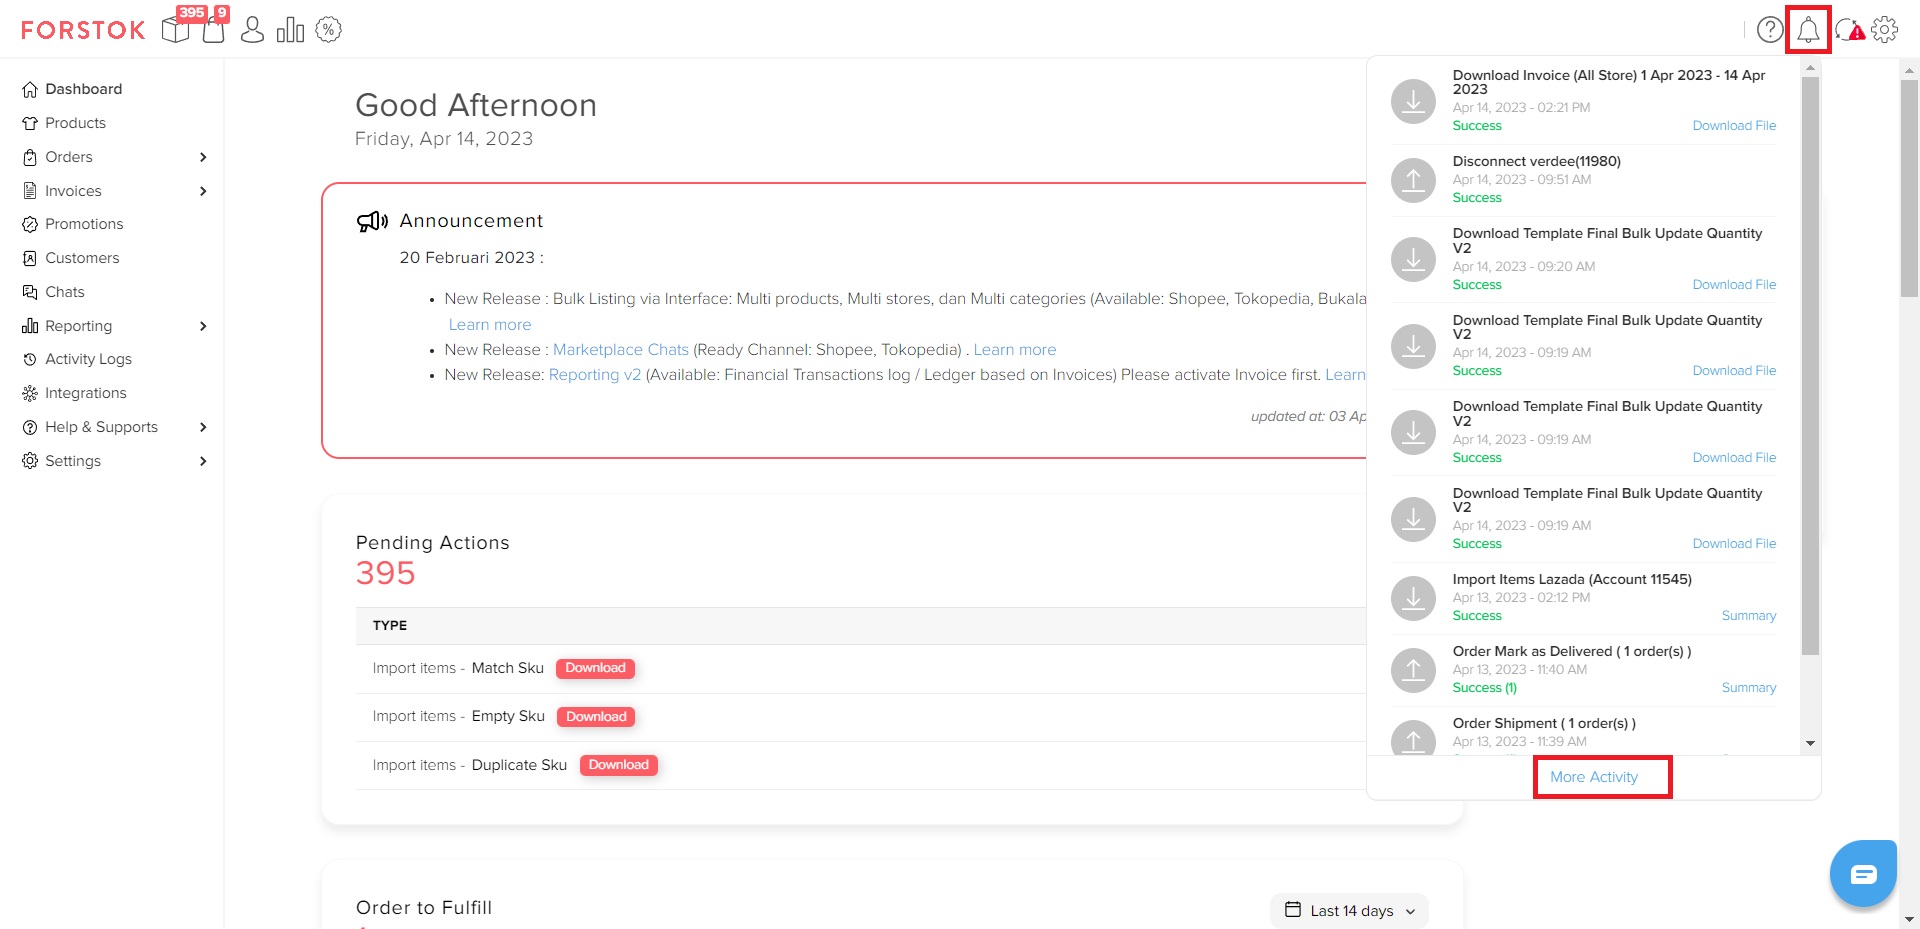 FORSTOK
395
9
Dashboard
Products
Orders
Invoices
Promotions
Customers
Chats
Reporting
Activity Logs
Integrations
Help & Supports
Settings
Good Afternoon
Friday, Apr 14, 2023
Announcement
20 Februari 2023 :
New Release : Bulk Listing via Interface: Multi products, Multi stores, dan Multi categories (Available: Shopee, Tokopedia, Bukala
Learn more
New Release : Marketplace Chats (Ready Channel: Shopee, Tokopedia) . Learn more
New Release: Reporting v2 (Available: Financial Transactions log / Ledger based on Invoices) Please activate Invoice first. Learn
updated at: 03 Ap
Pending Actions
395
TYPE
Import items - Match Sku Download
Import items - Empty Sku Download
Import items - Duplicate Sku Download
Order to Fulfill
Last 14 days
Download Invoice (All Store) 1 Apr 2023 - 14 Apr
2023
Apr 14, 2023 - 02:21 PM
Success Download File
Disconnect verdee(11980)
Apr 14, 2023 - 09:51 AM
Success
Download Template Final Bulk Update Quantity
V2
Apr 14, 2023 - 09:20 AM
Success Download File
Download Template Final Bulk Update Quantity
V2
Apr 14, 2023 - 09:19 AM
Success Download File
Download Template Final Bulk Update Quantity
V2
Apr 14, 2023 - 09:19 AM
Success Download File
Download Template Final Bulk Update Quantity
V2
Apr 14, 2023 - 09:19 AM
Success Download File
Import Items Lazada (Account 11545)
Apr 13, 2023 - 02:12 PM
Success Summary
Order Mark as Delivered ( 1 order(s) )
Apr 13, 2023 - 11:40 AM
Success (1) Summary
Order Shipment ( 1 order(s) )
Apr 13, 2023 - 11:39 AM
More Activity